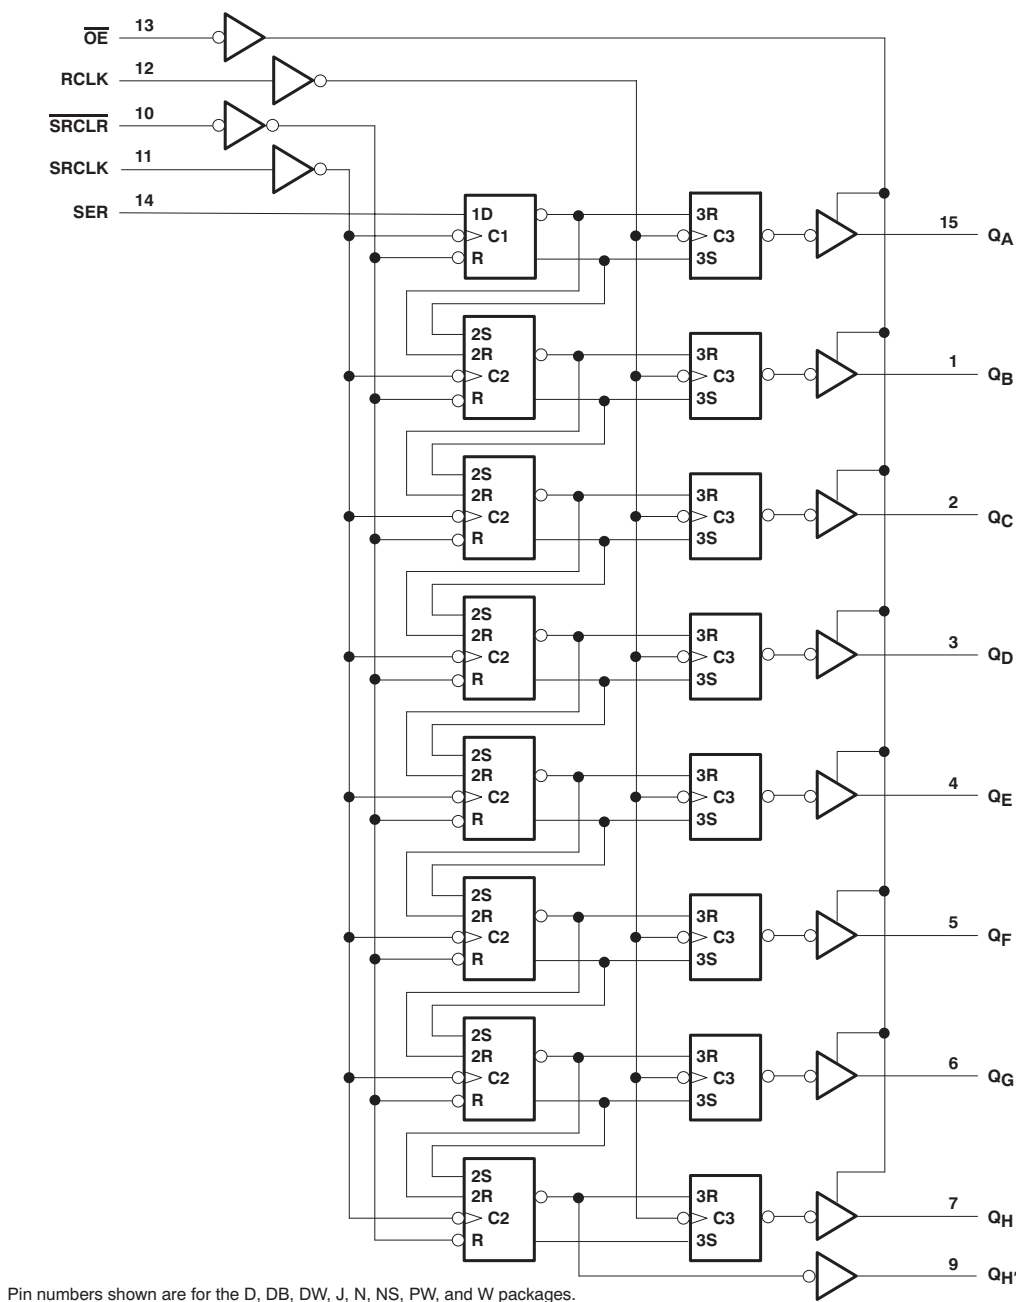 OE 13
RCLK 12
SRCLR 10
SRCLK 11
SER 14
1D
C1
R
3R
C3
3S
15 QA
2S
2R
C2
R
3R
C3
3S
1 QB
2S
2R
C2
R
3R
C3
3S
2 QC
2S
2R
C2
R
3R
C3
3S
3 QD
2S
2R
C2
R
3R
C3
3S
4 QE
2S
2R
C2
R
3R
C3
3S
5 QF
2S
2R
C2
R
3R
C3
3S
6 QG
2S
2R
C2
R
3R
C3
3S
7 QH
9 QH'
Pin numbers shown are for the D, DB, DW, J, N, NS, PW, and W packages.